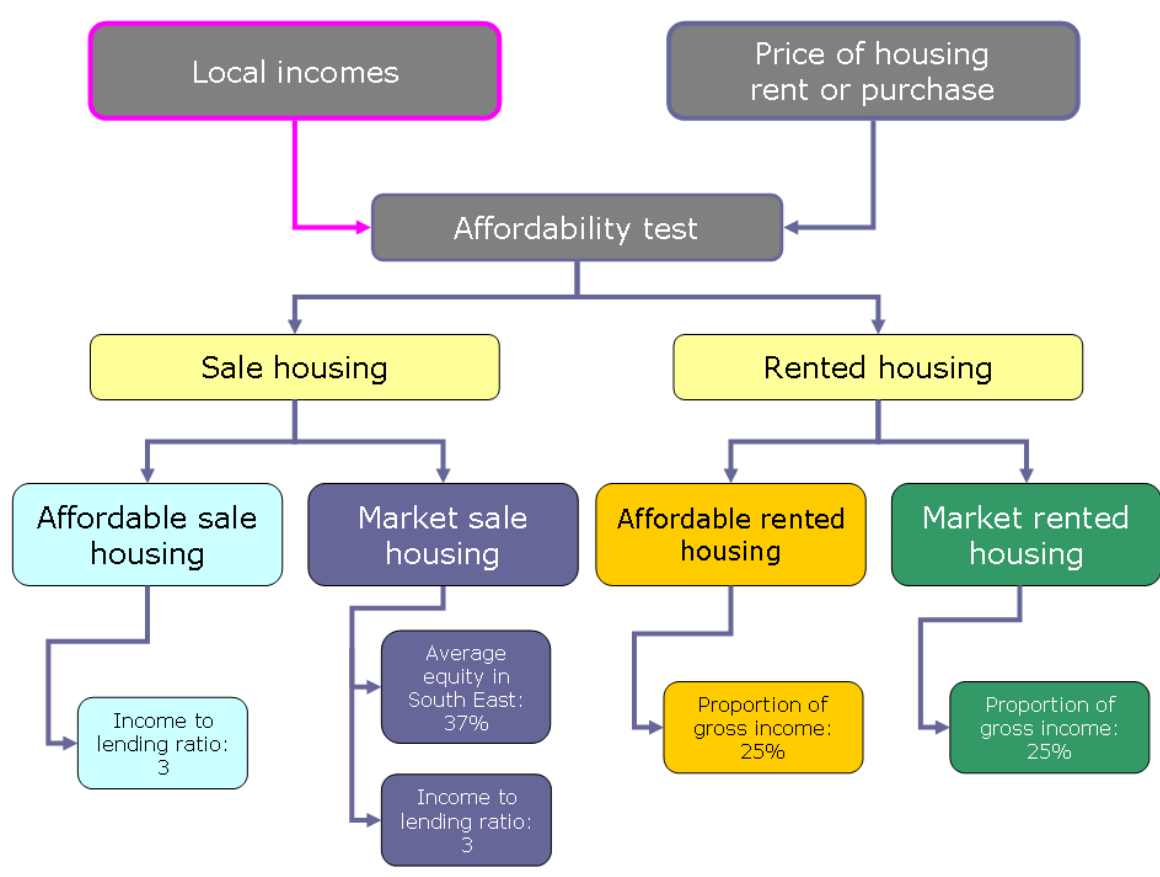 Local incomes
Price of housing
rent or purchase
Affordability test
Sale housing
Rented housing
Affordable sale
housing
Market sale
housing
Affordable rented
housing
Market rented
housing
Average
equity in
South East:
37%
Income to
lending ratio:
3
Income to
lending ratio:
3
Proportion of
gross income:
25%
Proportion of
gross income:
25%